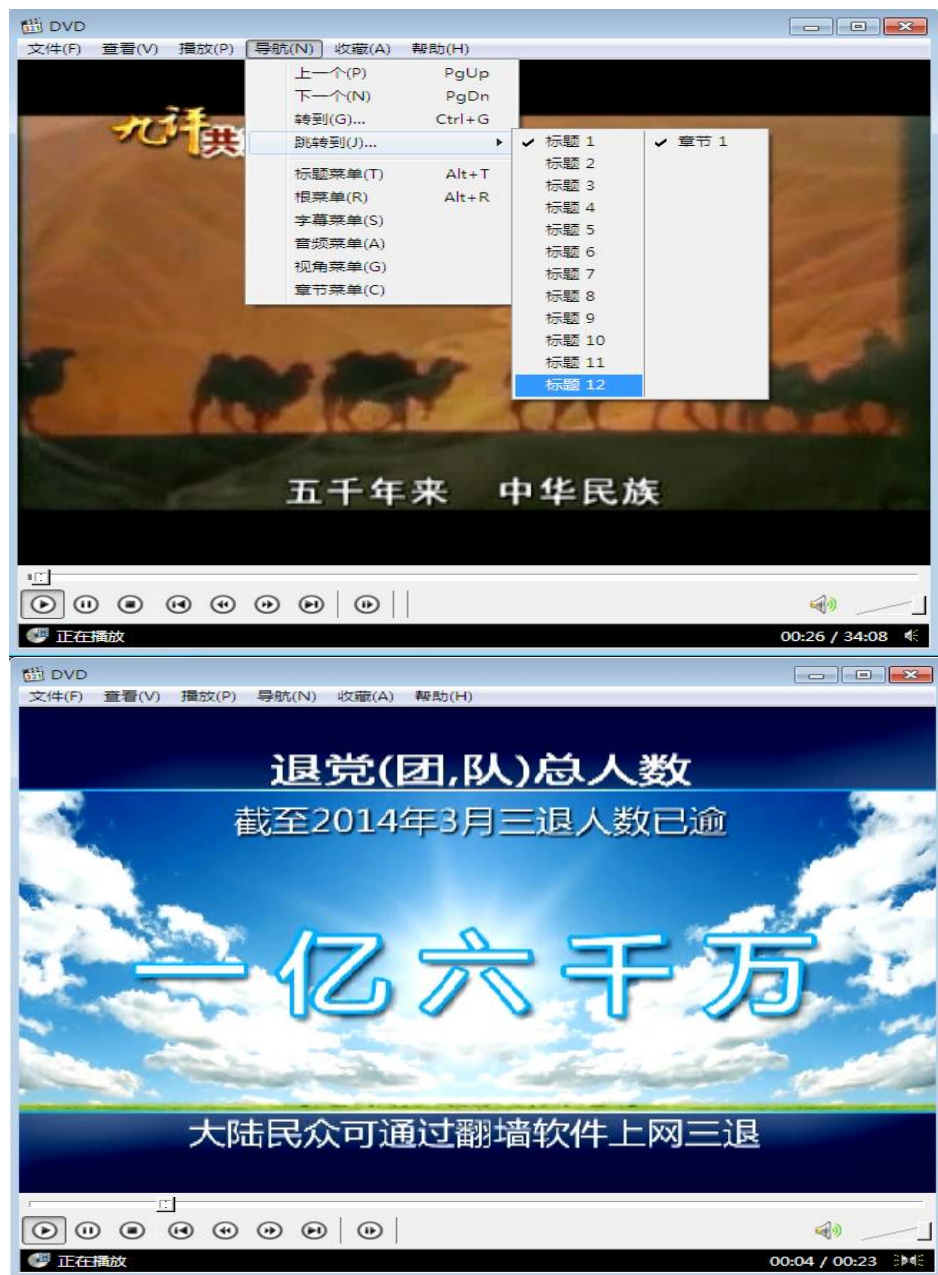 DVD
文件(F) 查看(V) 播放(P) 导航(N) 收藏(A) 帮助(H)
上一个(P) PgUp
下一个(N) PgDn
转到(G)... Ctrl+G
跳转到(J)...
标题菜单(T) Alt+T
根菜单(R) Alt+R
字幕菜单(S)
音频菜单(A)
视角菜单(G)
章节菜单(C)
标题 1
标题 2
标题 3
标题 4
标题 5
标题 6
标题 7
标题 8
标题 9
标题 10
标题 11
标题 12
章节 1
九评共
五千年来 中华民族
正在播放 00:26 / 34:08
DVD
文件(F) 查看(V) 播放(P) 导航(N) 收藏(A) 帮助(H)
退党(团,队)总人数
截至2014年3月三退人数已逾
一亿六千万
大陆民众可通过翻墙软件上网三退
正在播放 00:04 / 00:23